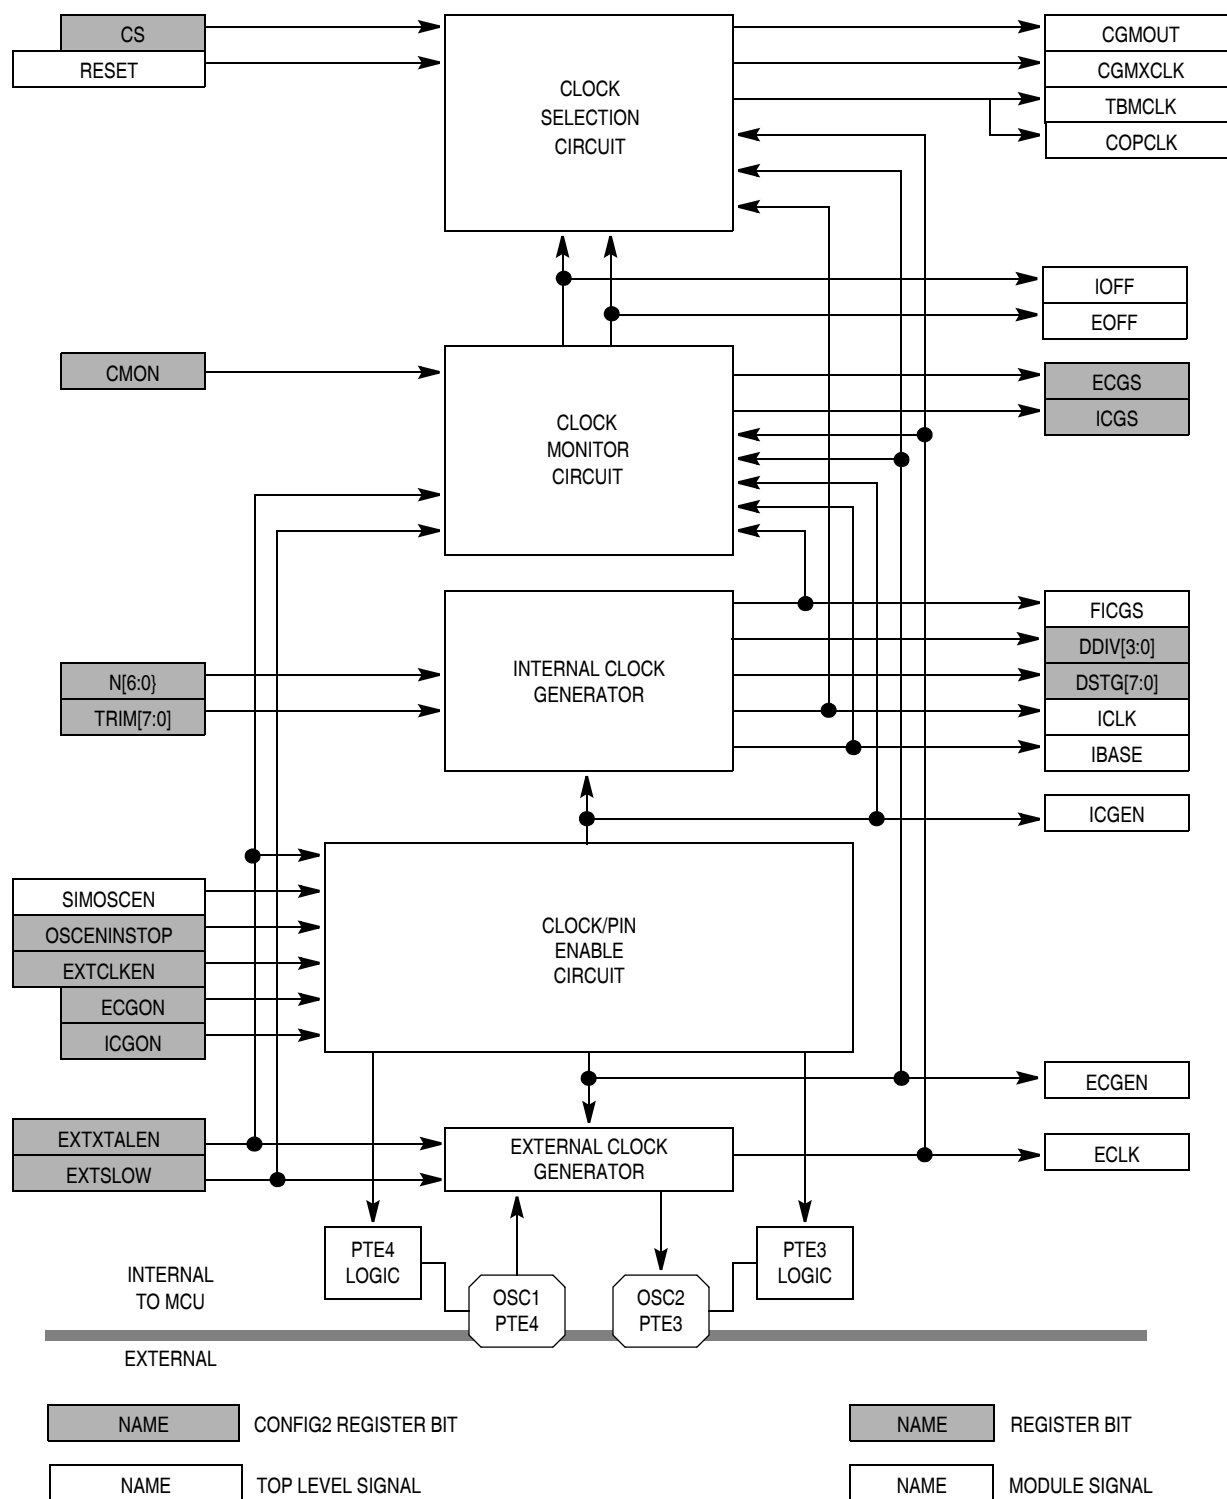 CS
RESET
CLOCK
SELECTION
CIRCUIT
CGMOUT
CGMXCLK
TBMCLK
COPCLK
IOFF
EOFF
CMON
CLOCK
MONITOR
CIRCUIT
ECGS
ICGS
N[6:0}
TRIM[7:0]
INTERNAL CLOCK
GENERATOR
FICGS
DDIV[3:0]
DSTG[7:0]
ICLK
IBASE
ICGEN
SIMOSCEN
OSCENINSTOP
EXTCLKEN
ECGON
ICGON
CLOCK/PIN
ENABLE
CIRCUIT
ECGEN
EXTXTALEN
EXTSLOW
EXTERNAL CLOCK
GENERATOR
ECLK
PTE4
LOGIC
PTE3
LOGIC
INTERNAL
TO MCU
OSC1
PTE4
OSC2
PTE3
EXTERNAL
NAME CONFIG2 REGISTER BIT
NAME REGISTER BIT
NAME TOP LEVEL SIGNAL
NAME MODULE SIGNAL